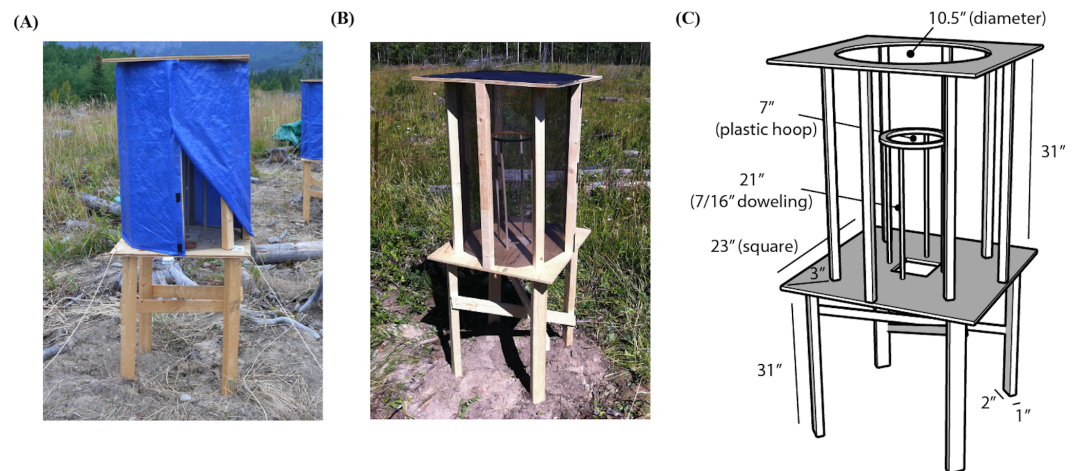 (A)
(B)
(C)
10.5” (diameter)
7”
(plastic hoop)
31”
21”
(7/16” doweling)
23” (square)
3”
31”
2”
1”